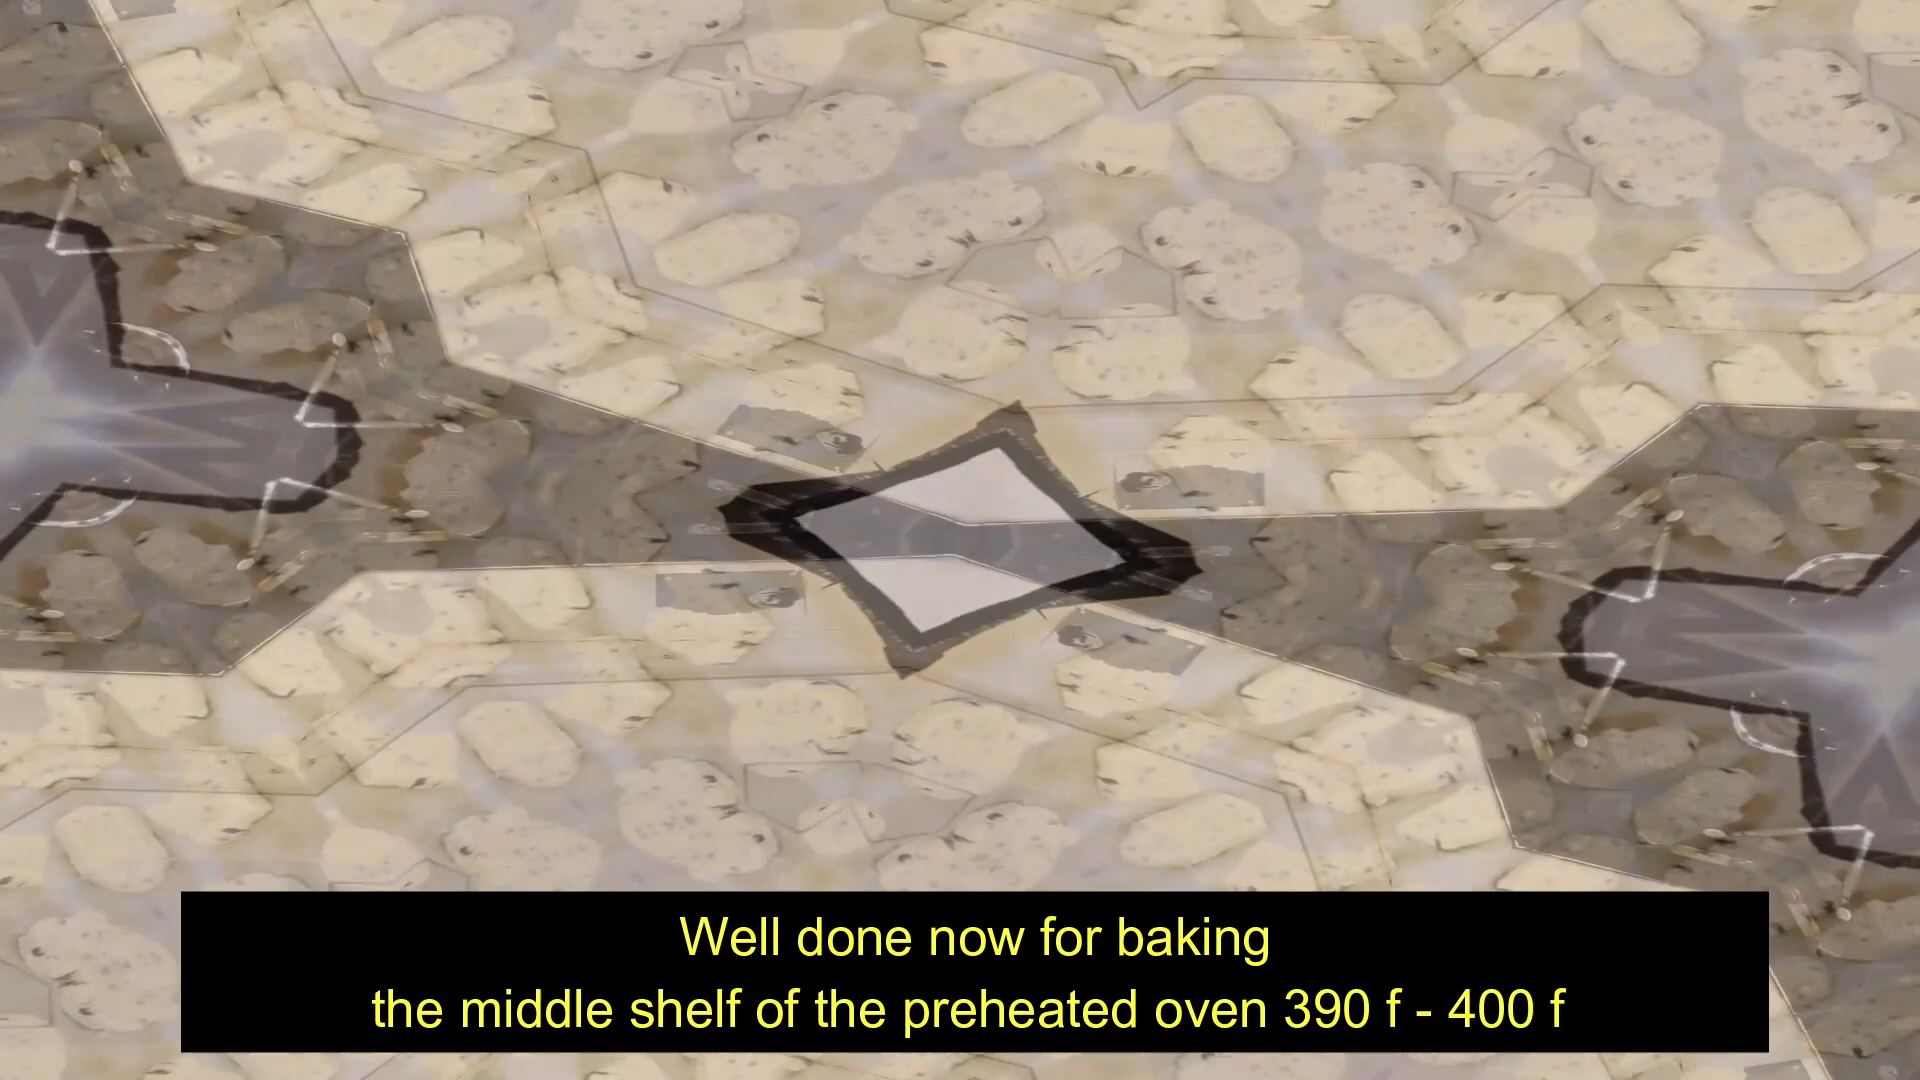 Well done now for baking
the middle shelf of the preheated oven 390 f - 400 f